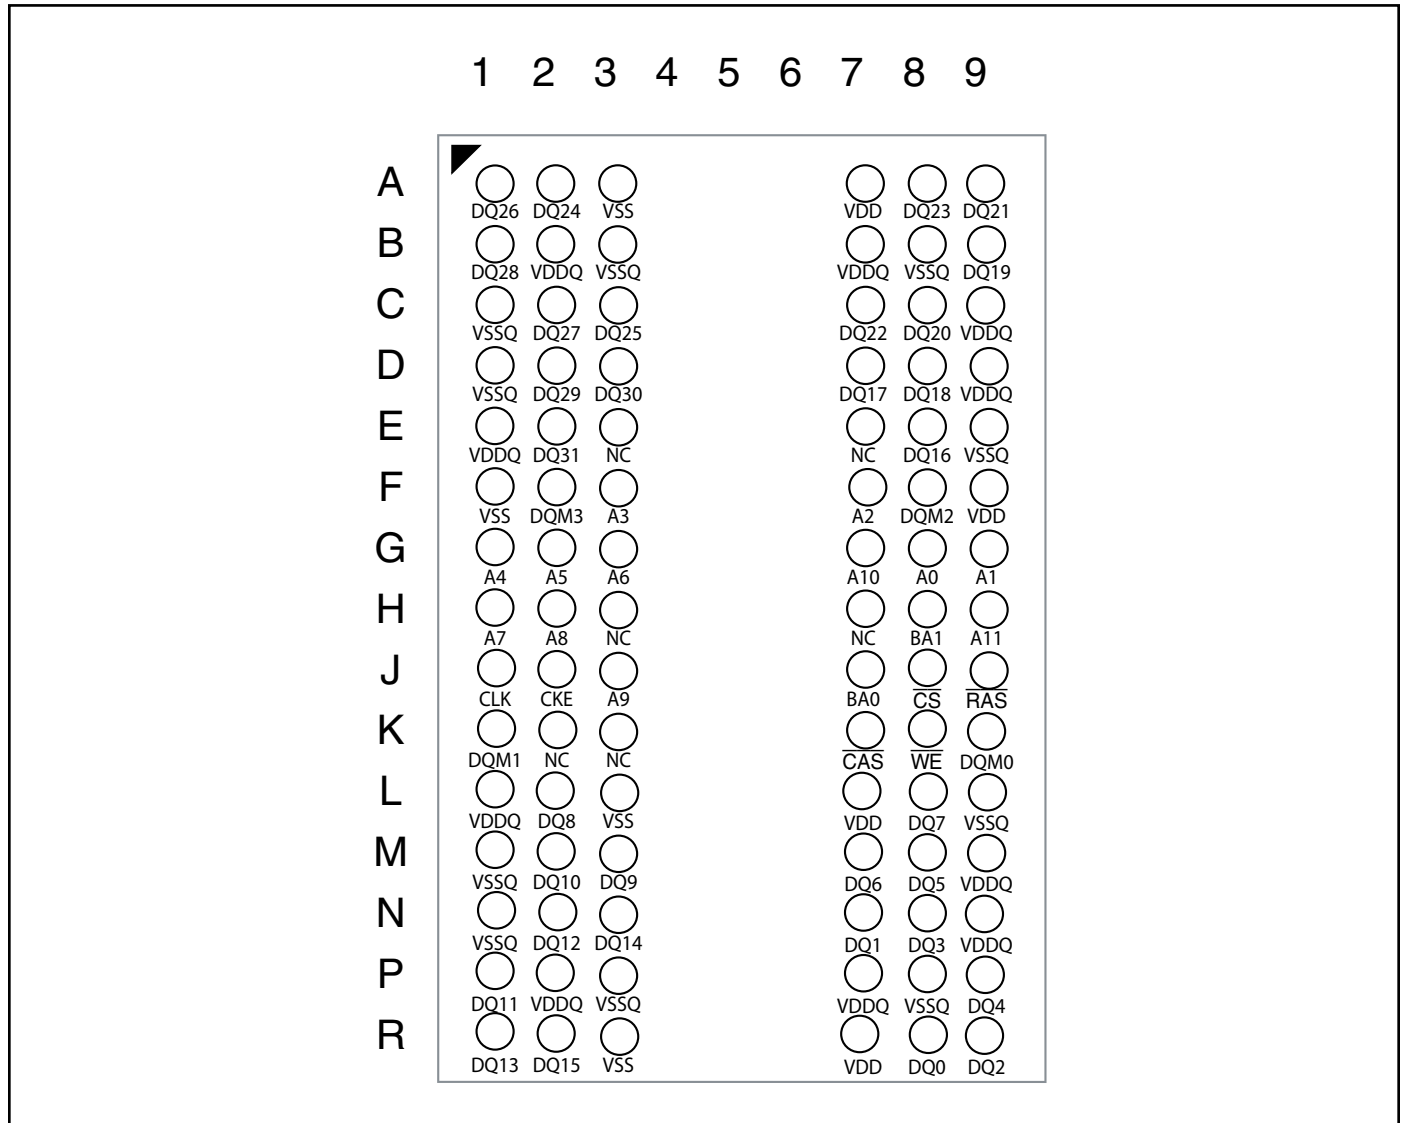 1 2 3 4 5 6 7 8 9
A
DQ26 DQ24 VSS VDD DQ23 DQ21
B
DQ28 VDDQ VSSQ VDDQ VSSQ DQ19
C
VSSQ DQ27 DQ25 DQ22 DQ20 VDDQ
D
VSSQ DQ29 DQ30 DQ17 DQ18 VDDQ
E
VDDQ DQ31 NC NC DQ16 VSSQ
F
VSS DQM3 A3 A2 DQM2 VDD
G
A4 A5 A6 A10 A0 A1
H
A7 A8 NC NC BA1 A11
J
CLK CKE A9 BA0 C̅S̅ R̅A̅S̅
K
DQM1 NC NC C̅A̅S̅ W̅E̅ DQM0
L
VDDQ DQ8 VSS VDD DQ7 VSSQ
M
VSSQ DQ10 DQ9 DQ6 DQ5 VDDQ
N
VSSQ DQ12 DQ14 DQ1 DQ3 VDDQ
P
DQ11 VDDQ VSSQ VDDQ VSSQ DQ4
R
DQ13 DQ15 VSS VDD DQ0 DQ2